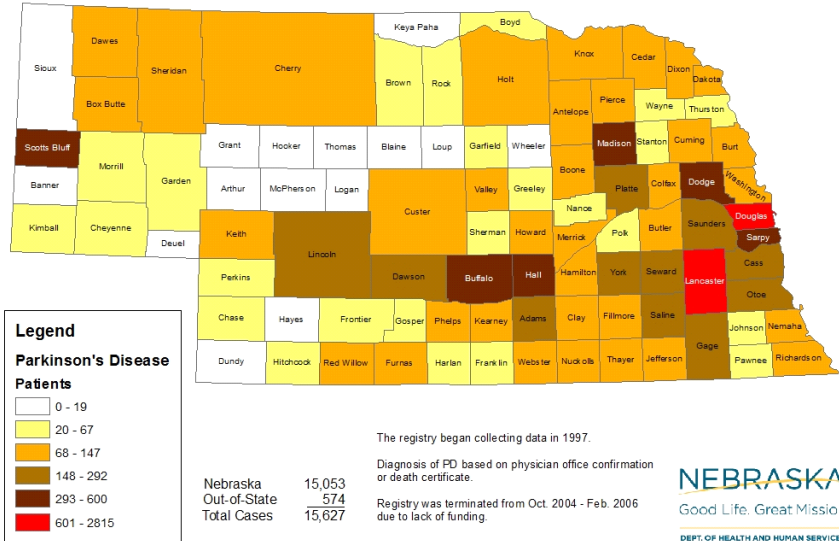 Keya Paha
Boyd
Dawes
Sioux
Sheridan
Cherry
Knox
Cedar
Dixon
Dakota
Brown
Rock
Holt
Box Butte
Antelope
Pierce
Wayne
Thurston
Scotts Bluff
Morrill
Garden
Grant
Hooker
Thomas
Blaine
Loup
Garfield
Wheeler
Madison
Stanton
Cuming
Burt
Banner
Arthur
McPherson
Logan
Custer
Valley
Greeley
Boone
Platte
Colfax
Dodge
Washington
Kimball
Cheyenne
Deuel
Keith
Lincoln
Sherman
Howard
Nance
Merrick
Polk
Butler
Saunders
Douglas
Sarpy
Perkins
Dawson
Buffalo
Hall
Hamilton
York
Seward
Lancaster
Cass
Otoe
Chase
Hayes
Frontier
Gosper
Phelps
Kearney
Adams
Clay
Fillmore
Saline
Johnson
Nemaha
Dundy
Hitchcock
Red Willow
Furnas
Harlan
Franklin
Webster
Nuckolls
Thayer
Jefferson
Gage
Pawnee
Richardson
Legend
Parkinson's Disease
Patients
0 - 19
20 - 67
68 - 147
148 - 292
293 - 600
601 - 2815
Nebraska 15,053
Out-of-State 574
Total Cases 15,627
The registry began collecting data in 1997.
Diagnosis of PD based on physician office confirmation
or death certificate.
Registry was terminated from Oct. 2004 - Feb. 2006
due to lack of funding.
NEBRASKA
Good Life. Great Missio
DEPT. OF HEALTH AND HUMAN SERVICE